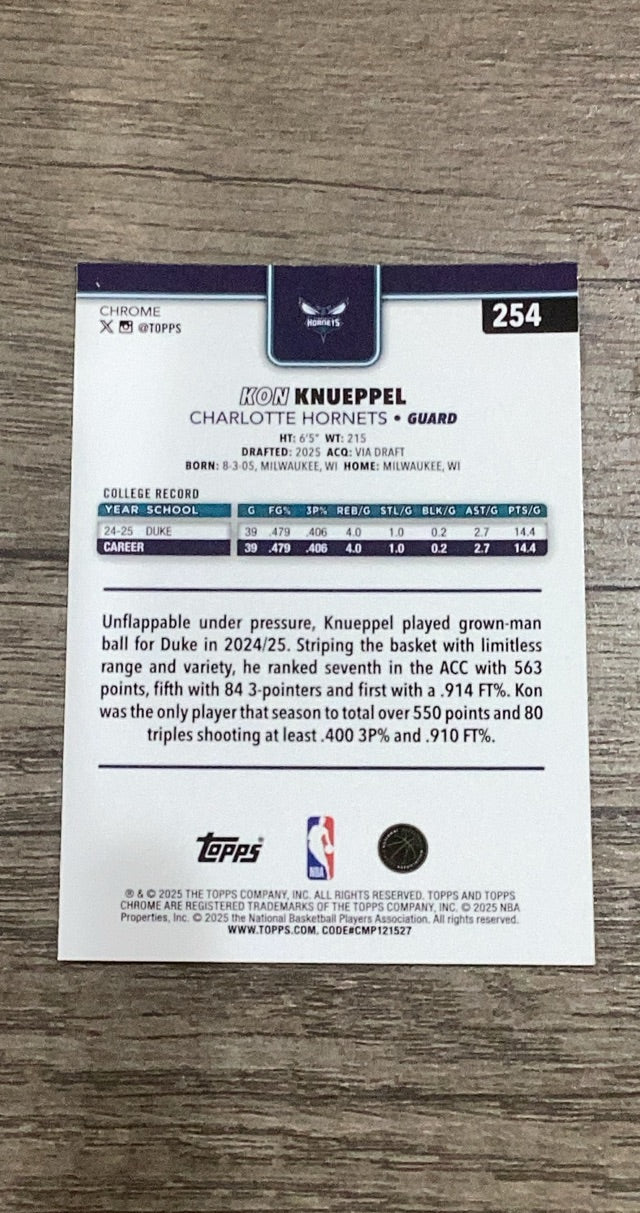 HORNETS
CHROME
254
@TOPPS
KON KNUEPPEL
CHARLOTTE HORNETS • GUARD
HT: 6'5" WT: 215
DRAFTED: 2025 ACQ: VIA DRAFT
BORN: 8-3-05, MILWAUKEE, WI HOME: MILWAUKEE, WI
COLLEGE RECORD
YEAR SCHOOL G FG% 3P% REB/G STL/G BLK/G AST/G PTS/G
24-25 DUKE 39 .479 .406 4.0 1.0 0.2 2.7 14.4
CAREER 39 .479 .406 4.0 1.0 0.2 2.7 14.4
Unflappable under pressure, Knueppel played grown-man
ball for Duke in 2024/25. Striping the basket with limitless
range and variety, he ranked seventh in the ACC with 563
points, fifth with 84 3-pointers and first with a .914 FT%. Kon
was the only player that season to total over 550 points and 80
triples shooting at least .400 3P% and .910 FT%.
topps®
NBA
® & © 2025 THE TOPPS COMPANY, INC. ALL RIGHTS RESERVED. TOPPS AND TOPPS
CHROME ARE REGISTERED TRADEMARKS OF THE TOPPS COMPANY, INC. © 2025 NBA
Properties, Inc. © 2025 the National Basketball Players Association. All rights reserved.
WWW.TOPPS.COM. CODE#CMP121527